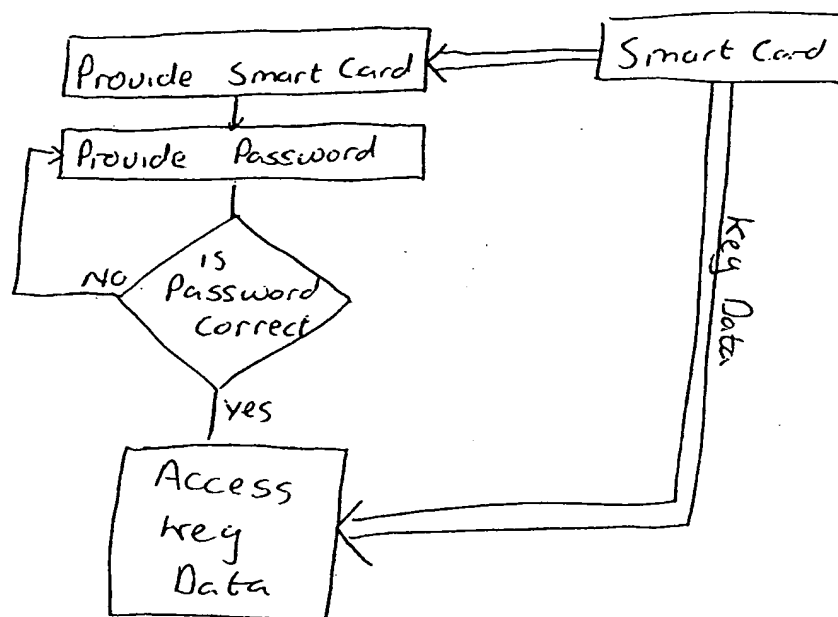 Provide Smart Card
Smart Card
Provide Password
Is
Password
Correct
No
Yes
Key Data
Access
Key
Data